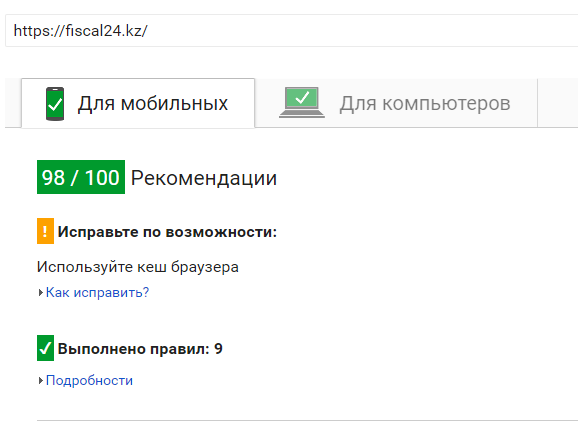 https://fiscal24.kz/
Для мобильных
Для компьютеров
98 / 100 Рекомендации
! Исправьте по возможности:
Используйте кеш браузера
Как исправить?
Выполнено правил: 9
Подробности